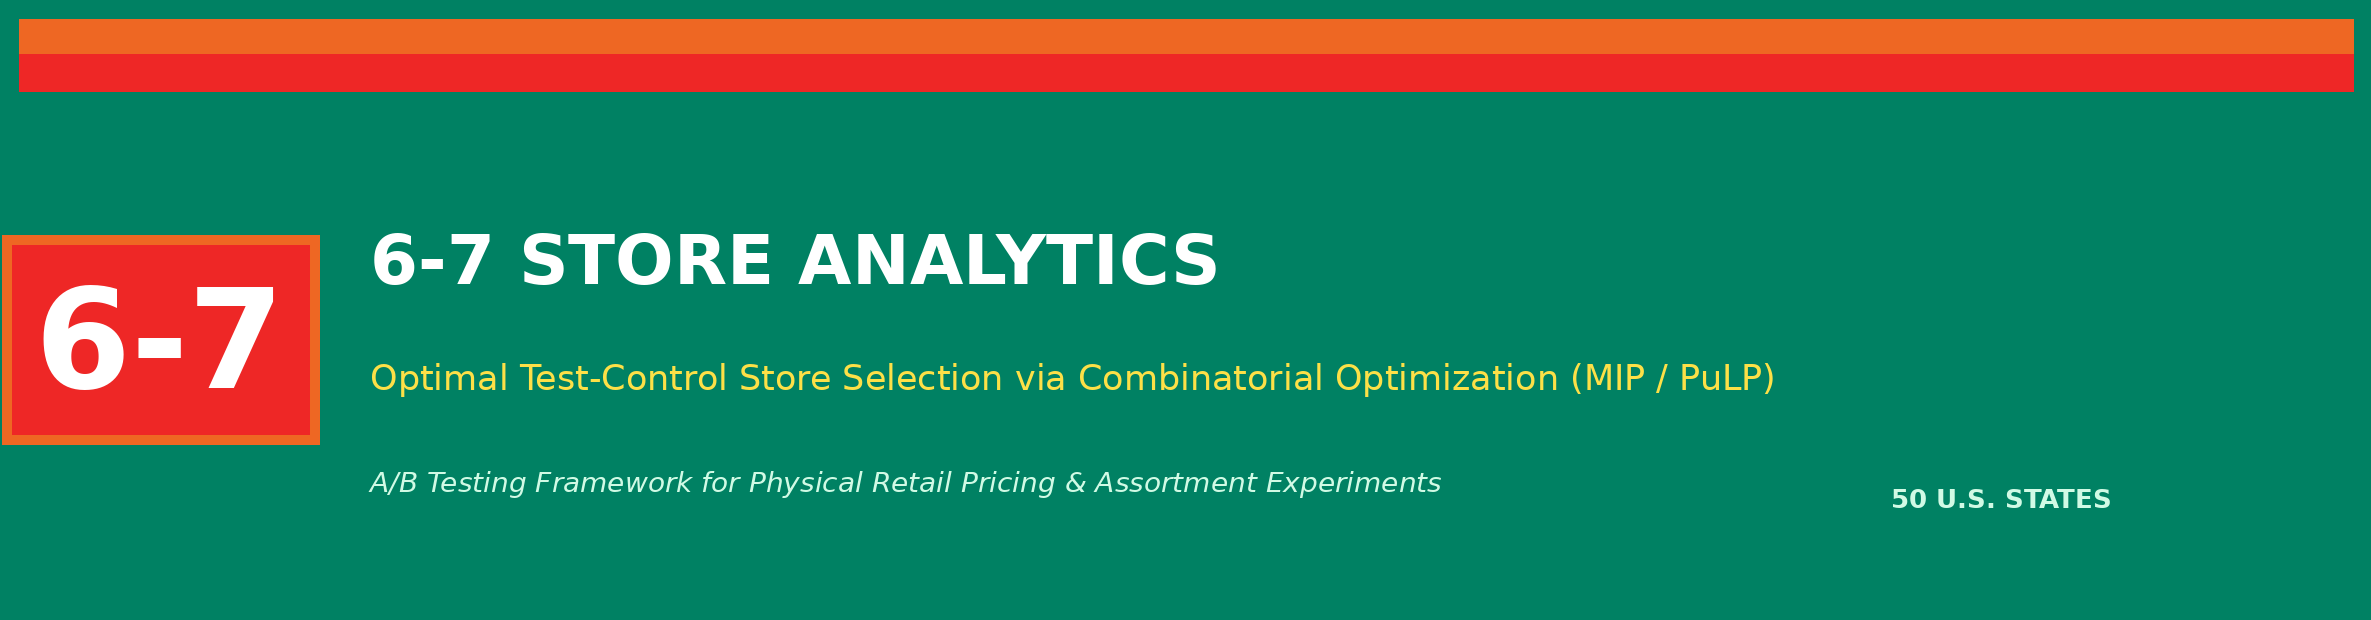 6-7
6-7 STORE ANALYTICS
Optimal Test-Control Store Selection via Combinatorial Optimization (MIP / PuLP)
A/B Testing Framework for Physical Retail Pricing & Assortment Experiments
50 U.S. STATES